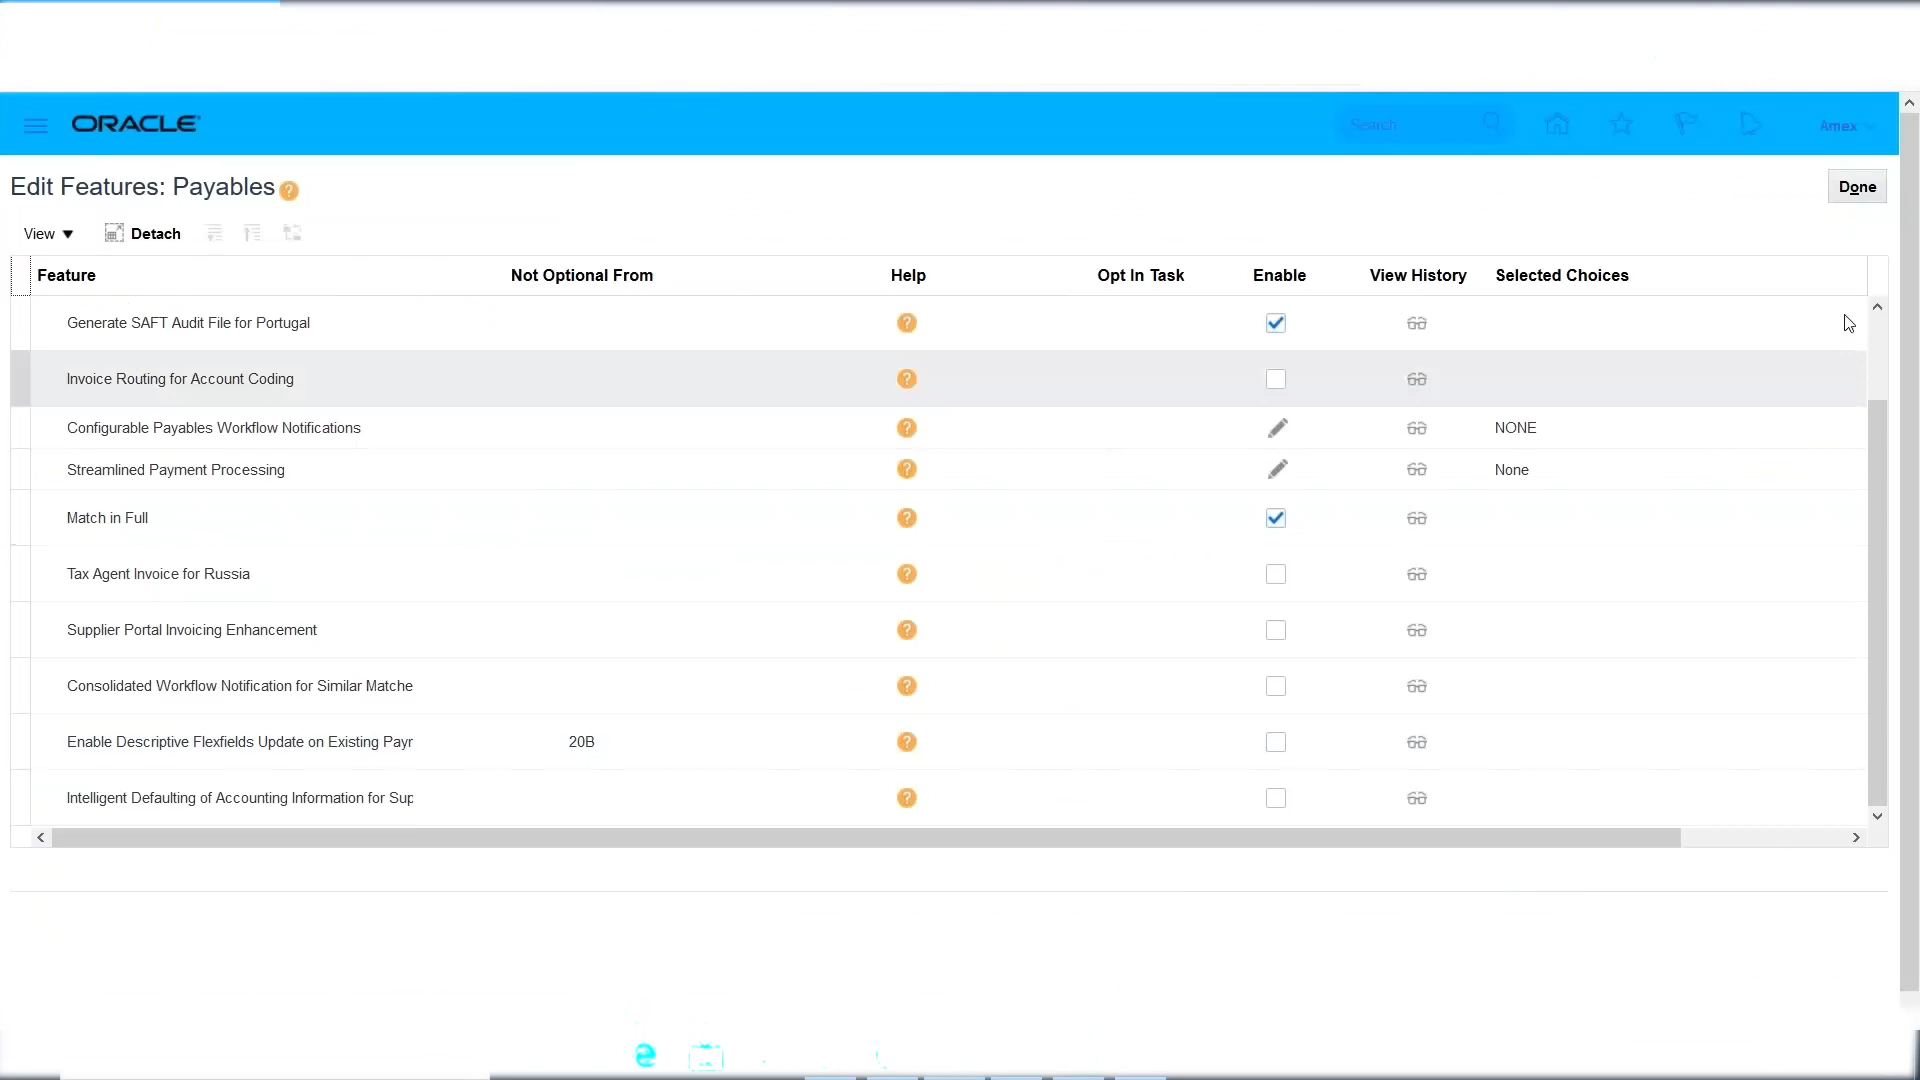 ORACLE
Search
Amex
Edit Features: Payables ?
Done
View ▼ Detach
Feature Not Optional From Help Opt In Task Enable View History Selected Choices
Generate SAFT Audit File for Portugal ?
Invoice Routing for Account Coding ?
Configurable Payables Workflow Notifications ? NONE
Streamlined Payment Processing ? None
Match in Full ?
Tax Agent Invoice for Russia ?
Supplier Portal Invoicing Enhancement ?
Consolidated Workflow Notification for Similar Matche ?
Enable Descriptive Flexfields Update on Existing Payr 20B ?
Intelligent Defaulting of Accounting Information for Sup ?